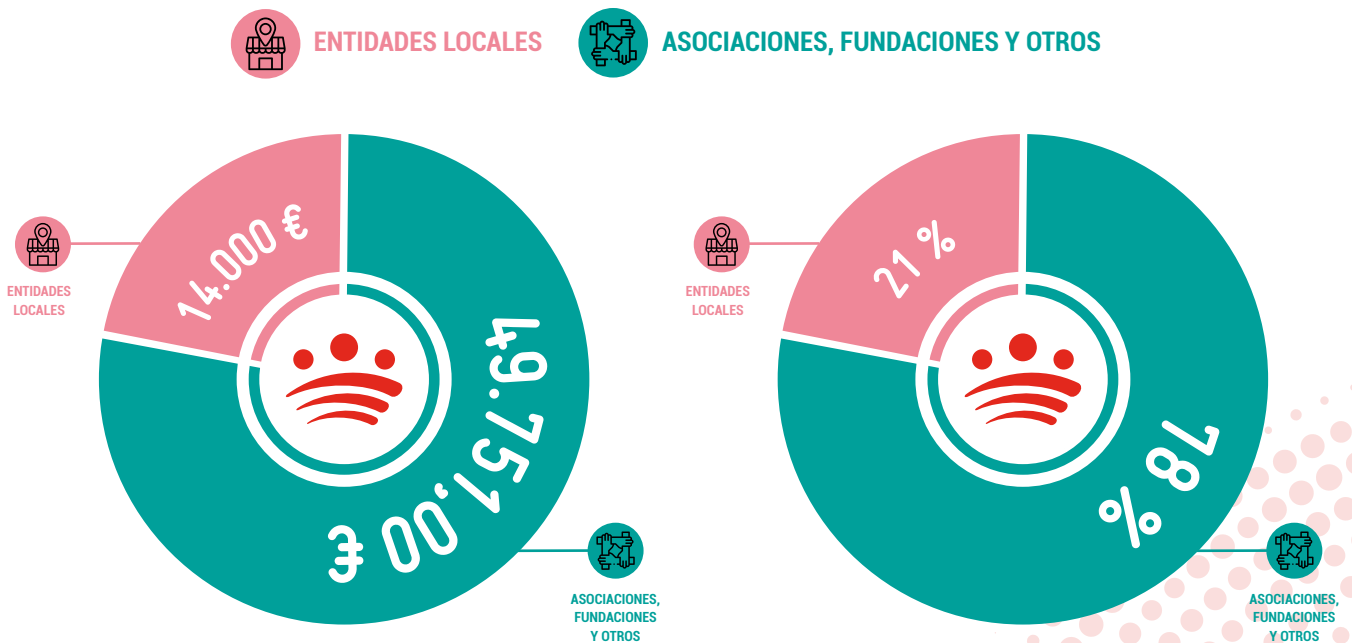 ENTIDADES LOCALES
ASOCIACIONES, FUNDACIONES Y OTROS
14.000 €
49.751,00 €
ENTIDADES
LOCALES
ASOCIACIONES,
FUNDACIONES
Y OTROS
21 %
78 %
ENTIDADES
LOCALES
ASOCIACIONES,
FUNDACIONES
Y OTROS